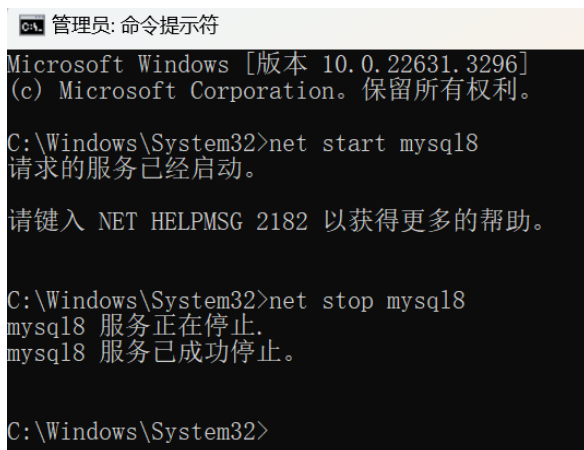 管理员: 命令提示符
Microsoft Windows [版本 10.0.22631.3296]
(c) Microsoft Corporation。保留所有权利。
C:\Windows\System32>net start mysql8
请求的服务已经启动。
请键入 NET HELPMSG 2182 以获得更多的帮助。
C:\Windows\System32>net stop mysql8
mysql8 服务正在停止.
mysql8 服务已成功停止。
C:\Windows\System32>